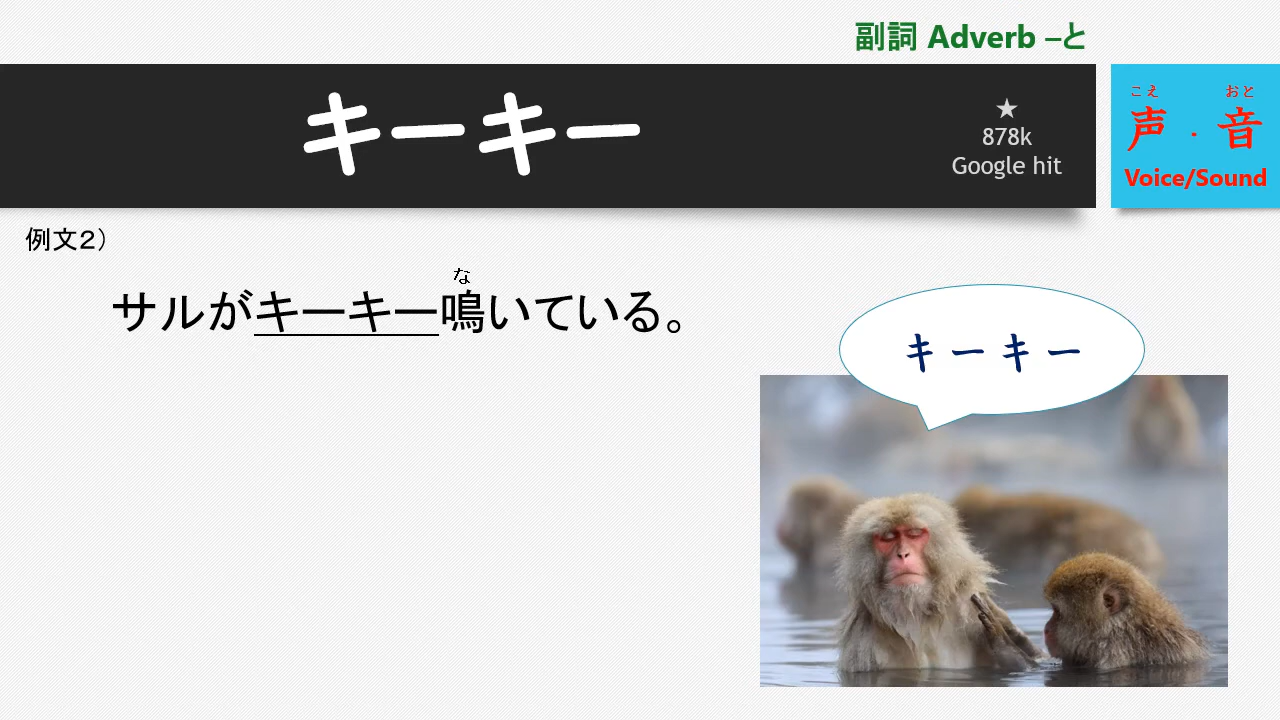 副詞 Adverb –と
キーキー
★
878k
Google hit
こえ おと
声・音
Voice/Sound
例文２）
な
サルがキーキー鳴いている。
キーキー